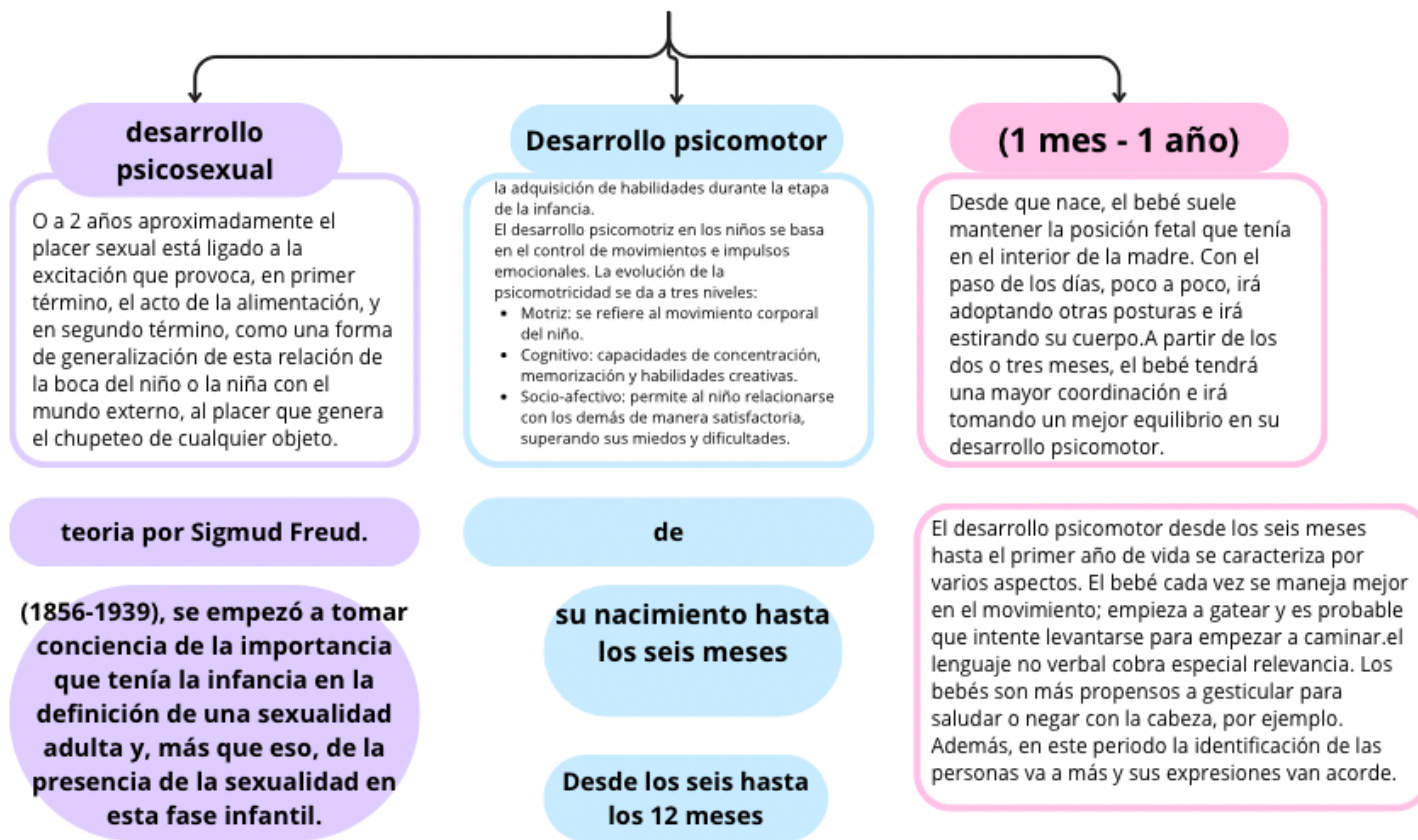 desarrollo
psicosexual
O a 2 años aproximadamente el
placer sexual está ligado a la
excitación que provoca, en primer
término, el acto de la alimentación, y
en segundo término, como una forma
de generalización de esta relación de
la boca del niño o la niña con el
mundo externo, al placer que genera
el chupeteo de cualquier objeto.
teoria por Sigmud Freud.
(1856-1939), se empezó a tomar
conciencia de la importancia
que tenía la infancia en la
definición de una sexualidad
adulta y, más que eso, de la
presencia de la sexualidad en
esta fase infantil.
Desarrollo psicomotor
la adquisición de habilidades durante la etapa
de la infancia.
El desarrollo psicomotriz en los niños se basa
en el control de movimientos e impulsos
emocionales. La evolución de la
psicomotricidad se da a tres niveles:
• Motriz: se refiere al movimiento corporal
del niño.
• Cognitivo: capacidades de concentración,
memorización y habilidades creativas.
• Socio-afectivo: permite al niño relacionarse
con los demás de manera satisfactoria,
superando sus miedos y dificultades.
de
su nacimiento hasta
los seis meses
Desde los seis hasta
los 12 meses
(1 mes - 1 año)
Desde que nace, el bebé suele
mantener la posición fetal que tenía
en el interior de la madre. Con el
paso de los días, poco a poco, irá
adoptando otras posturas e irá
estirando su cuerpo.A partir de los
dos o tres meses, el bebé tendrá
una mayor coordinación e irá
tomando un mejor equilibrio en su
desarrollo psicomotor.
El desarrollo psicomotor desde los seis meses
hasta el primer año de vida se caracteriza por
varios aspectos. El bebé cada vez se maneja mejor
en el movimiento; empieza a gatear y es probable
que intente levantarse para empezar a caminar.el
lenguaje no verbal cobra especial relevancia. Los
bebés son más propensos a gesticular para
saludar o negar con la cabeza, por ejemplo.
Además, en este periodo la identificación de las
personas va a más y sus expresiones van acorde.